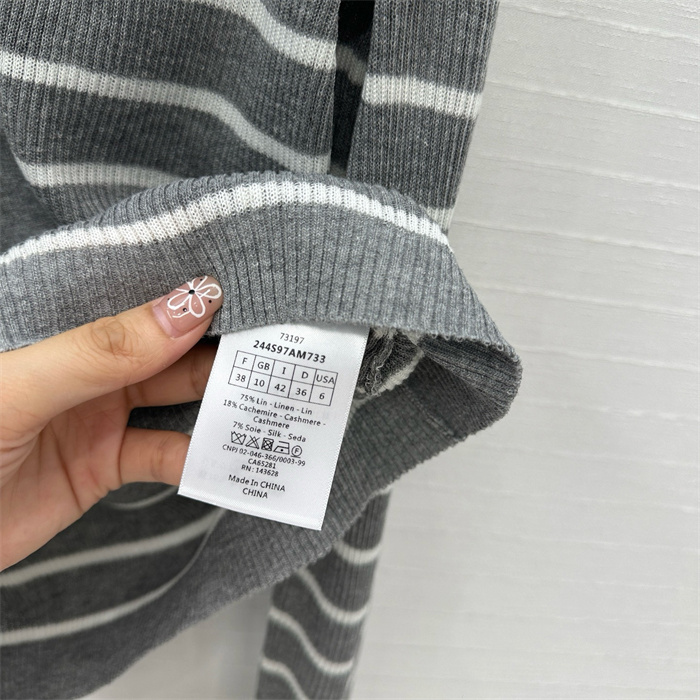 73197
244S97AM733
F GB I D USA
38 10 42 36 6
75% Lin - Linen - Lin
18% Cachemire - Cashmere -
Cashmere
7% Soie - Silk - Seda
F
CNPJ 02-046-366/0003-99
CA65281
RN : 143628
Made In CHINA
CHINA